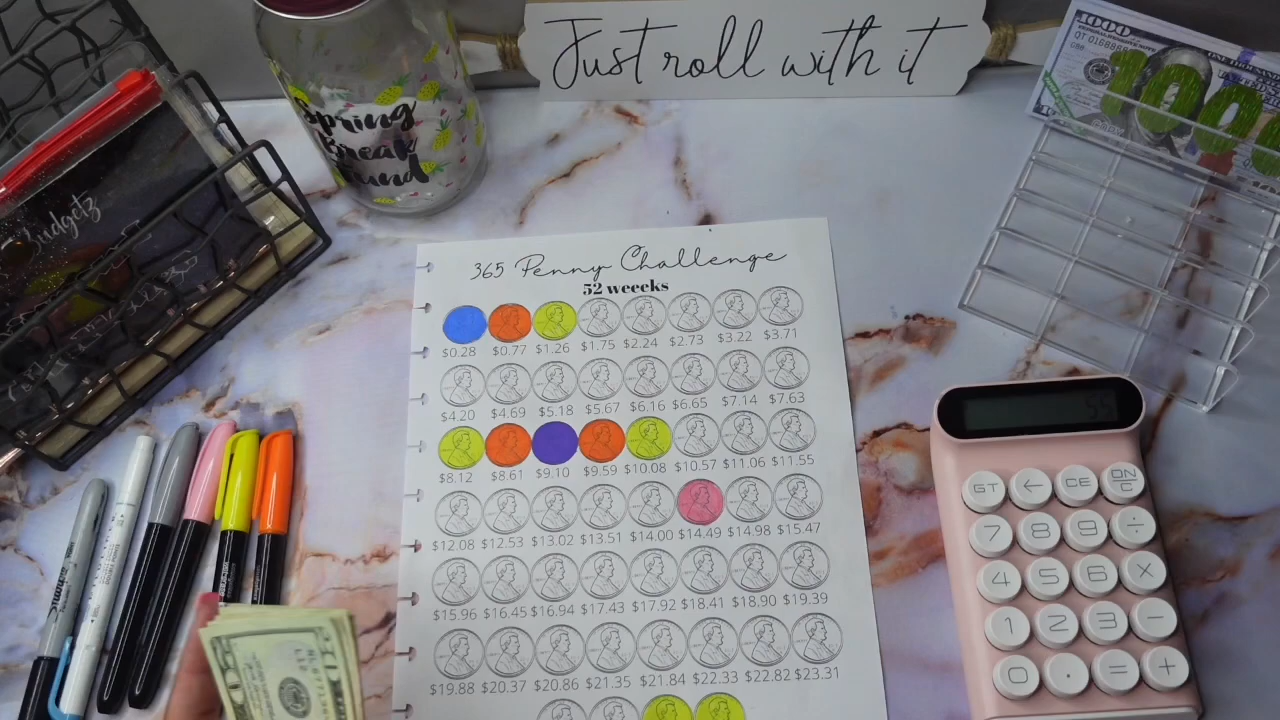 Just roll with it
1000
Spring
Break
Fund
Budgetz
365 Penny Challenge
52 weeeks
$0.28 $0.77 $1.26 $1.75 $2.24 $2.73 $3.22 $3.71
$4.20 $4.69 $5.18 $5.67 $6.16 $6.65 $7.14 $7.63
$8.12 $8.61 $9.10 $9.59 $10.08 $10.57 $11.06 $11.55
$12.08 $12.53 $13.02 $13.51 $14.00 $14.49 $14.98 $15.47
$15.96 $16.45 $16.94 $17.43 $17.92 $18.41 $18.90 $19.39
$19.88 $20.37 $20.86 $21.35 $21.84 $22.33 $22.82 $23.31
GT ← CE ON/C
7 8 9 ÷
4 5 6 ×
1 2 3 −
0 . = +